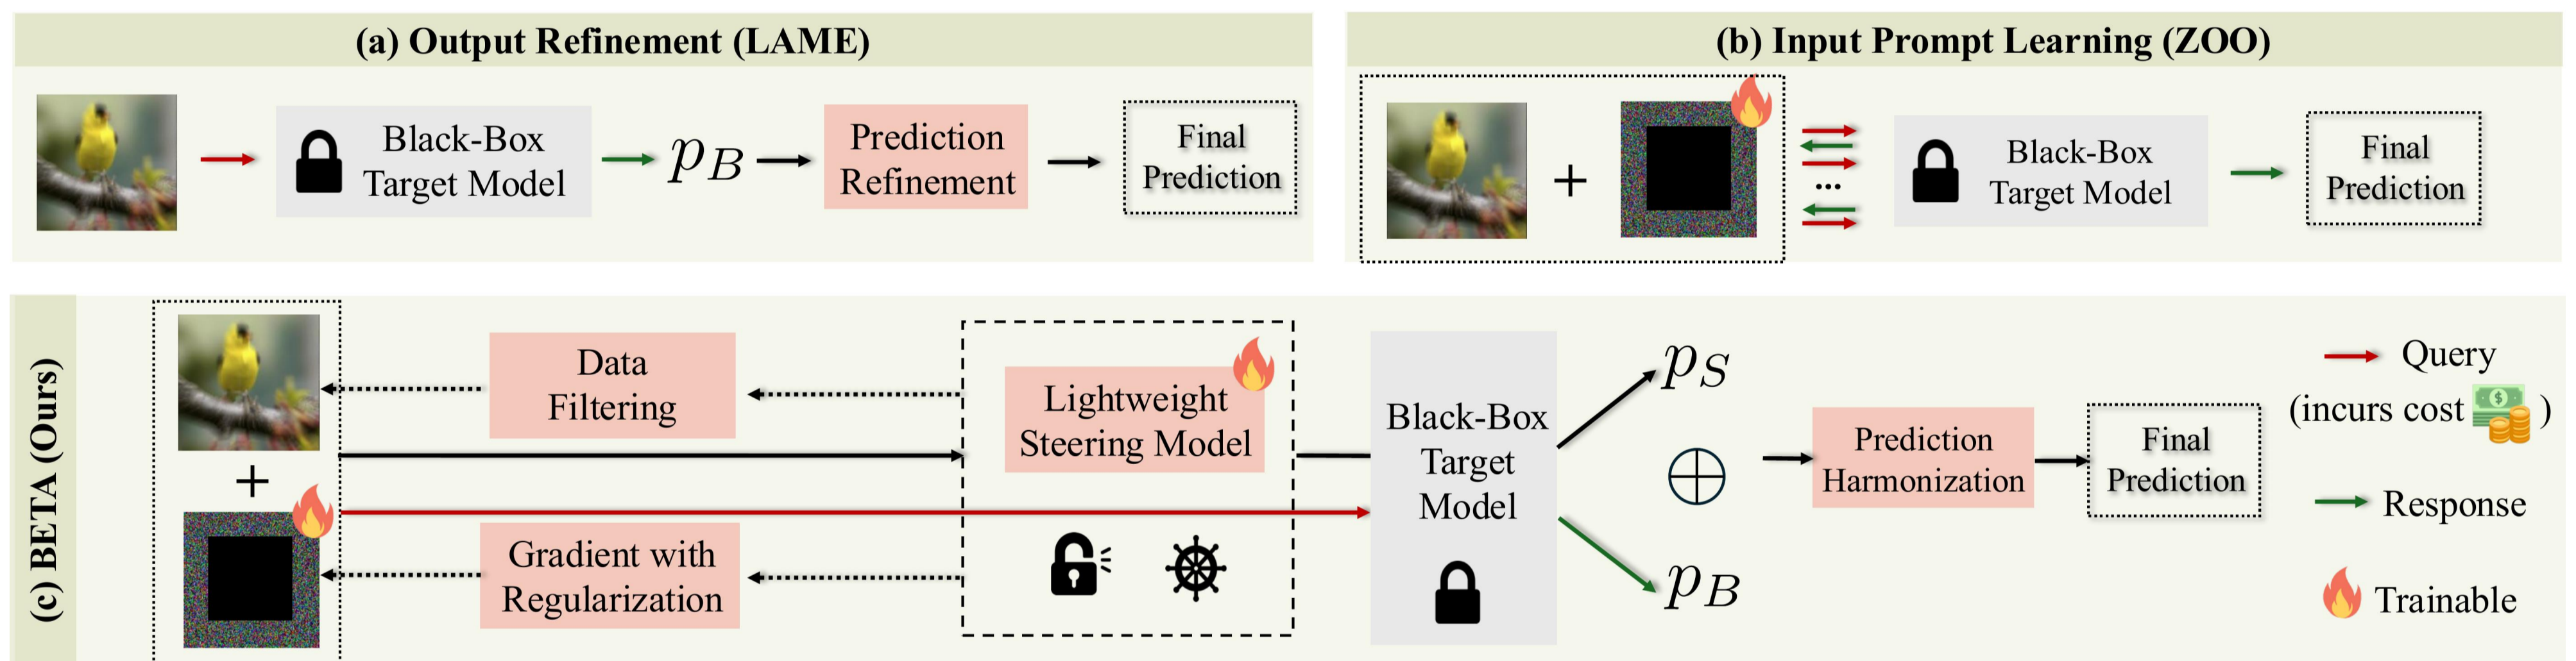 (a) Output Refinement (LAME)
Black-Box
Target Model
p_B
Prediction
Refinement
Final
Prediction
(b) Input Prompt Learning (ZOO)
+
...
Black-Box
Target Model
Final
Prediction
(c) BETA (Ours)
+
Data
Filtering
Gradient with
Regularization
Lightweight
Steering Model
Black-Box
Target
Model
p_S
⊕
p_B
Prediction
Harmonization
Final
Prediction
Query
(incurs cost )
Response
Trainable